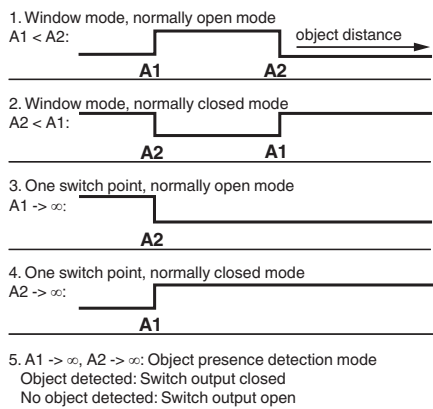 1. Window mode, normally open mode
A1 < A2:
object distance
A1 A2
2. Window mode, normally closed mode
A2 < A1:
A2 A1
3. One switch point, normally open mode
A1 -> ∞:
A2
4. One switch point, normally closed mode
A2 -> ∞:
A1
5. A1 -> ∞, A2 -> ∞: Object presence detection mode
Object detected: Switch output closed
No object detected: Switch output open